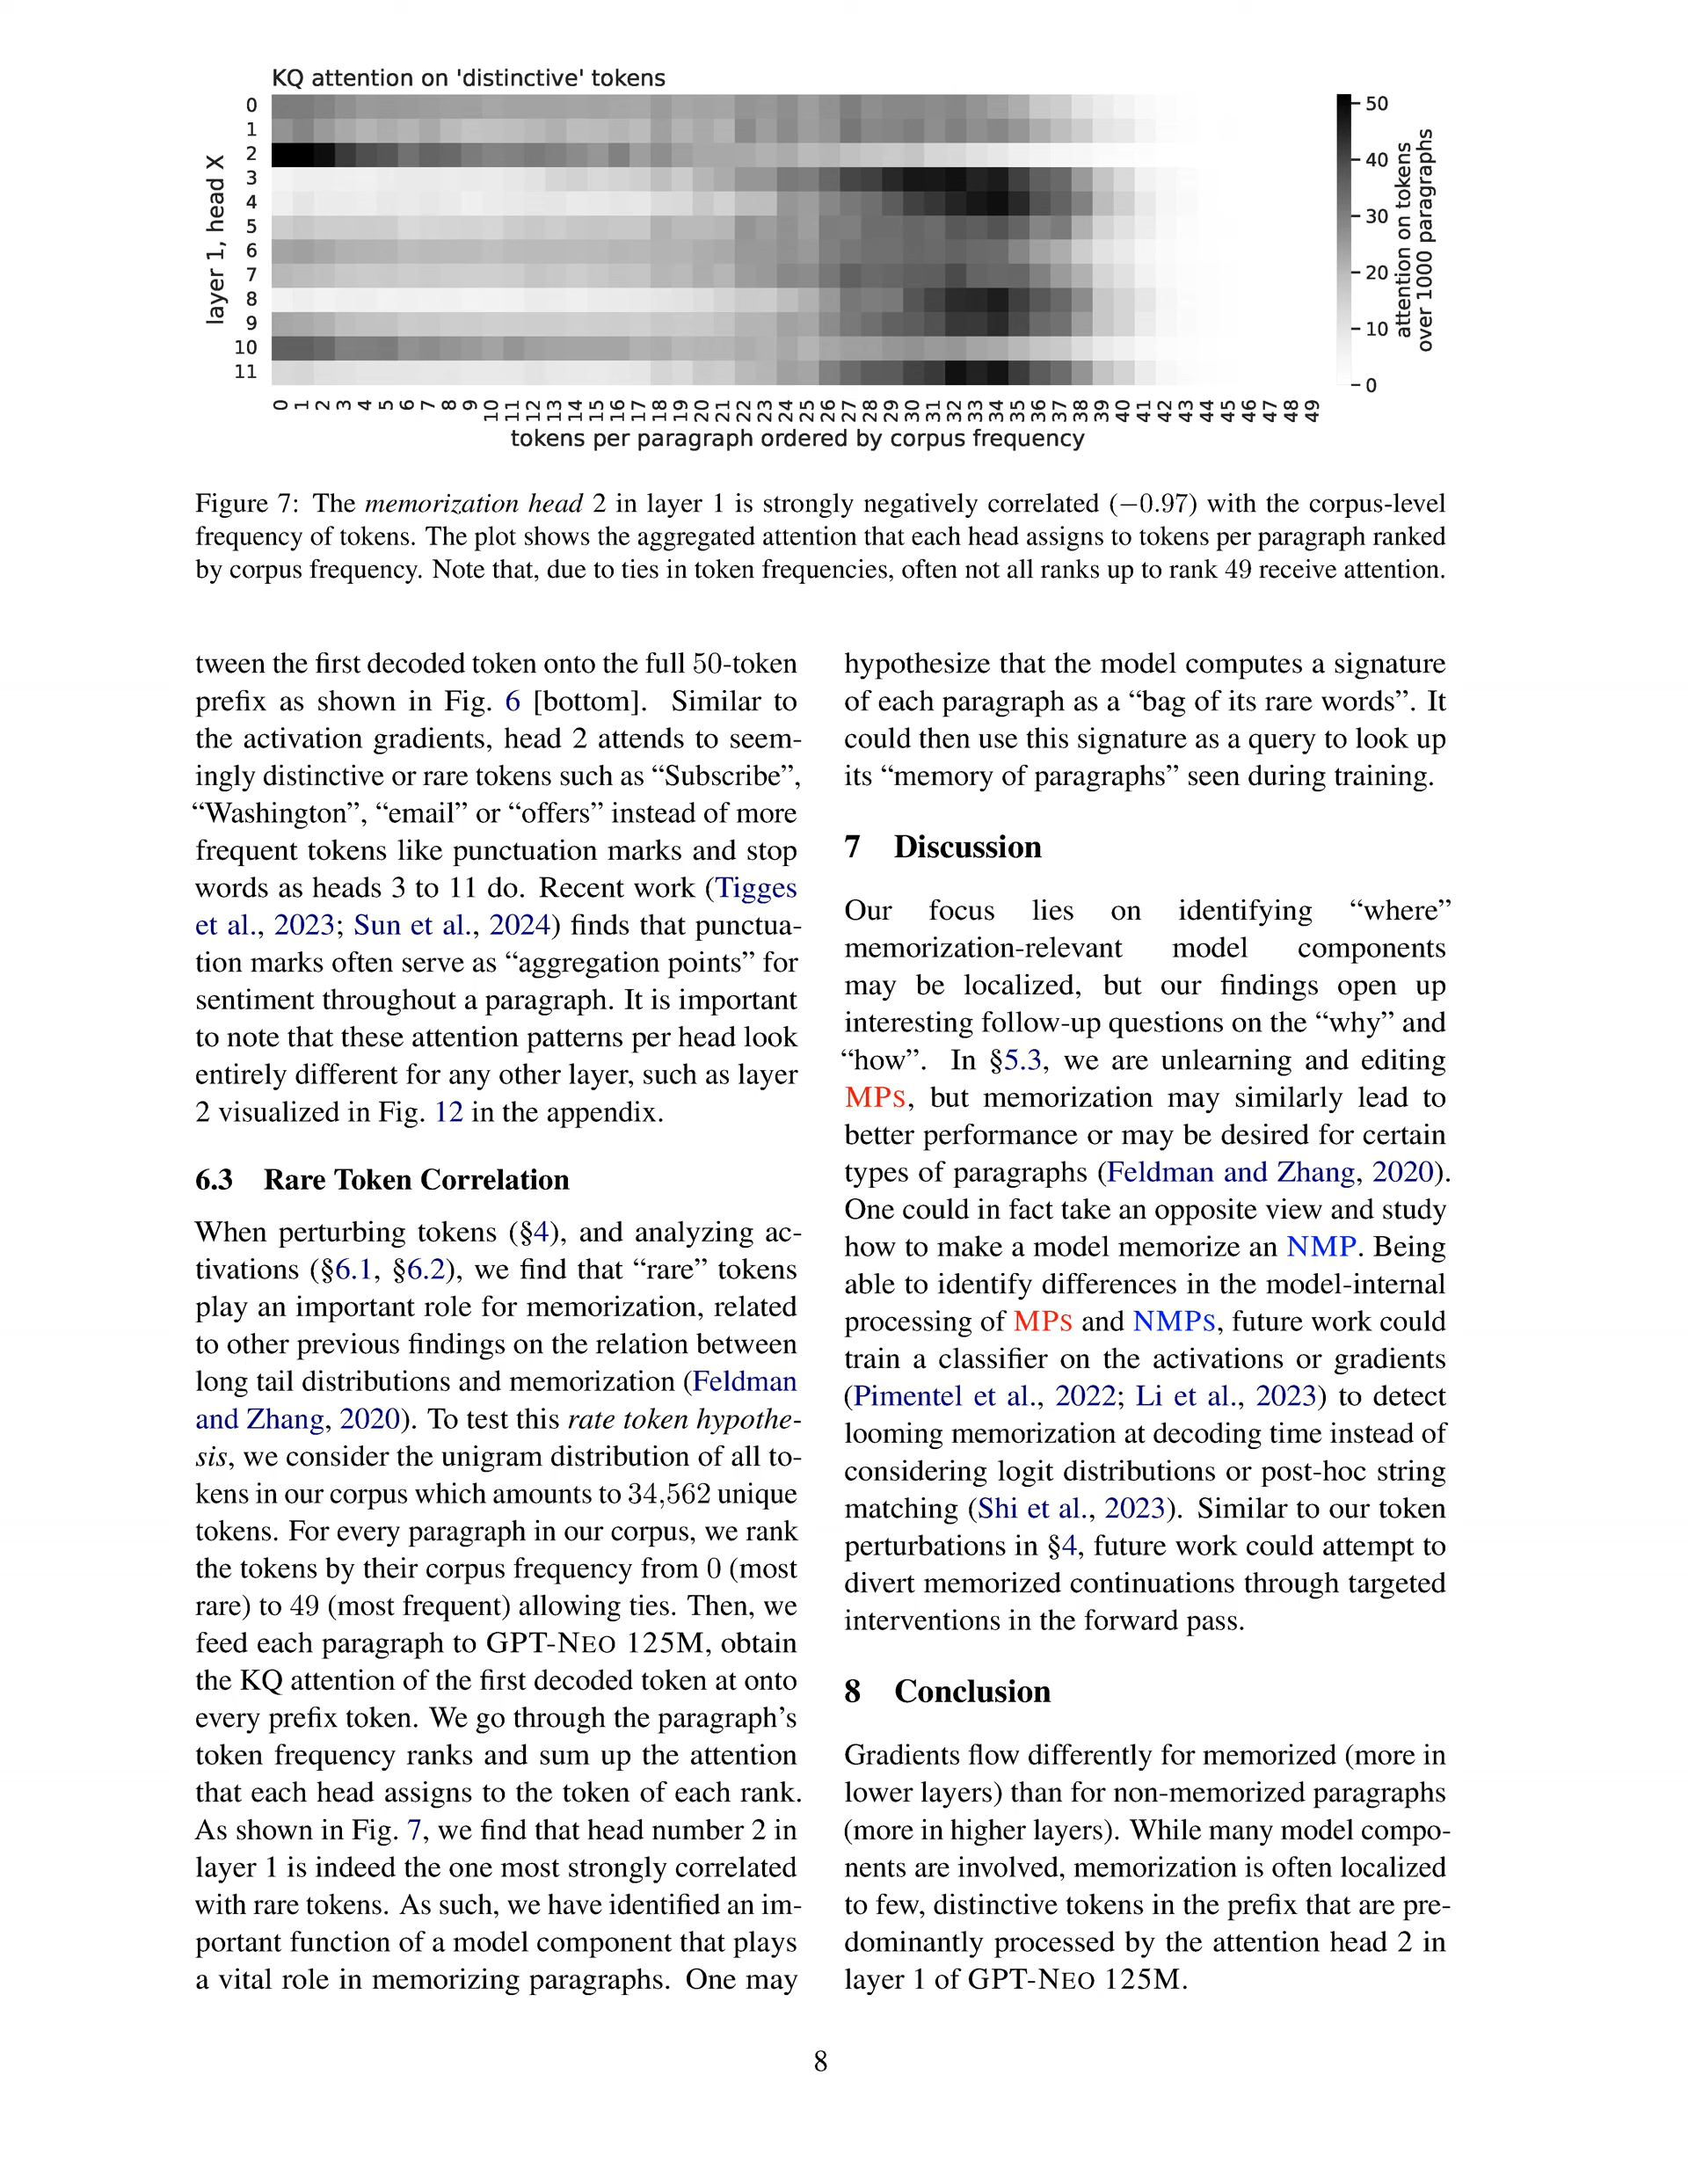 KQ attention on 'distinctive' tokens
layer 1, head X
0
1
2
3
4
5
6
7
8
9
10
11
0 1 2 3 4 5 6 7 8 9 10 11 12 13 14 15 16 17 18 19 20 21 22 23 24 25 26 27 28 29 30 31 32 33 34 35 36 37 38 39 40 41 42 43 44 45 46 47 48 49
tokens per paragraph ordered by corpus frequency
50
40
30
20
10
0
attention on tokens
over 1000 paragraphs
Figure 7: The memorization head 2 in layer 1 is strongly negatively correlated (−0.97) with the corpus-level
frequency of tokens. The plot shows the aggregated attention that each head assigns to tokens per paragraph ranked
by corpus frequency. Note that, due to ties in token frequencies, often not all ranks up to rank 49 receive attention.
tween the first decoded token onto the full 50-token
prefix as shown in Fig. 6 [bottom]. Similar to
the activation gradients, head 2 attends to seem-
ingly distinctive or rare tokens such as “Subscribe”,
“Washington”, “email” or “offers” instead of more
frequent tokens like punctuation marks and stop
words as heads 3 to 11 do. Recent work (Tigges
et al., 2023; Sun et al., 2024) finds that punctua-
tion marks often serve as “aggregation points” for
sentiment throughout a paragraph. It is important
to note that these attention patterns per head look
entirely different for any other layer, such as layer
2 visualized in Fig. 12 in the appendix.
6.3 Rare Token Correlation
When perturbing tokens (§4), and analyzing ac-
tivations (§6.1, §6.2), we find that “rare” tokens
play an important role for memorization, related
to other previous findings on the relation between
long tail distributions and memorization (Feldman
and Zhang, 2020). To test this rate token hypothe-
sis, we consider the unigram distribution of all to-
kens in our corpus which amounts to 34,562 unique
tokens. For every paragraph in our corpus, we rank
the tokens by their corpus frequency from 0 (most
rare) to 49 (most frequent) allowing ties. Then, we
feed each paragraph to GPT-NEO 125M, obtain
the KQ attention of the first decoded token at onto
every prefix token. We go through the paragraph’s
token frequency ranks and sum up the attention
that each head assigns to the token of each rank.
As shown in Fig. 7, we find that head number 2 in
layer 1 is indeed the one most strongly correlated
with rare tokens. As such, we have identified an im-
portant function of a model component that plays
a vital role in memorizing paragraphs. One may
hypothesize that the model computes a signature
of each paragraph as a “bag of its rare words”. It
could then use this signature as a query to look up
its “memory of paragraphs” seen during training.
7 Discussion
Our focus lies on identifying “where”
memorization-relevant model components
may be localized, but our findings open up
interesting follow-up questions on the “why” and
“how”. In §5.3, we are unlearning and editing
MPS, but memorization may similarly lead to
better performance or may be desired for certain
types of paragraphs (Feldman and Zhang, 2020).
One could in fact take an opposite view and study
how to make a model memorize an NMP. Being
able to identify differences in the model-internal
processing of MPS and NMPS, future work could
train a classifier on the activations or gradients
(Pimentel et al., 2022; Li et al., 2023) to detect
looming memorization at decoding time instead of
considering logit distributions or post-hoc string
matching (Shi et al., 2023). Similar to our token
perturbations in §4, future work could attempt to
divert memorized continuations through targeted
interventions in the forward pass.
8 Conclusion
Gradients flow differently for memorized (more in
lower layers) than for non-memorized paragraphs
(more in higher layers). While many model compo-
nents are involved, memorization is often localized
to few, distinctive tokens in the prefix that are pre-
dominantly processed by the attention head 2 in
layer 1 of GPT-NEO 125M.
8